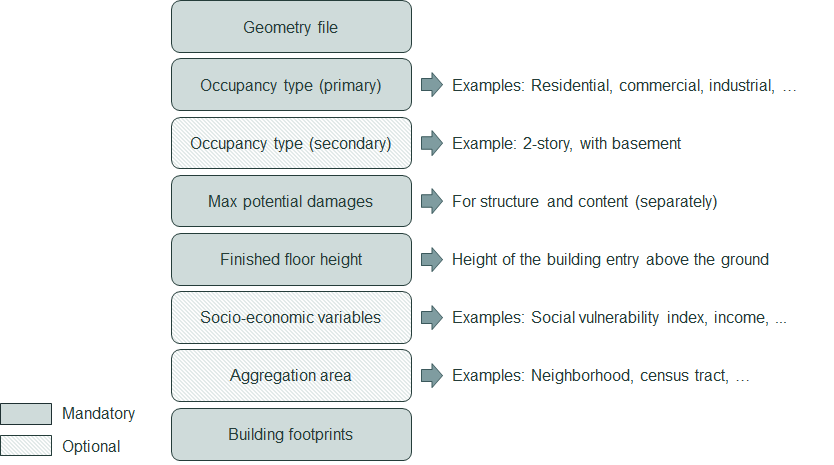 Geometry file
Occupancy type (primary)
Examples: Residential, commercial, industrial, …
Occupancy type (secondary)
Example: 2-story, with basement
Max potential damages
For structure and content (separately)
Finished floor height
Height of the building entry above the ground
Socio-economic variables
Examples: Social vulnerability index, income, ...
Aggregation area
Examples: Neighborhood, census tract, …
Building footprints
Mandatory
Optional